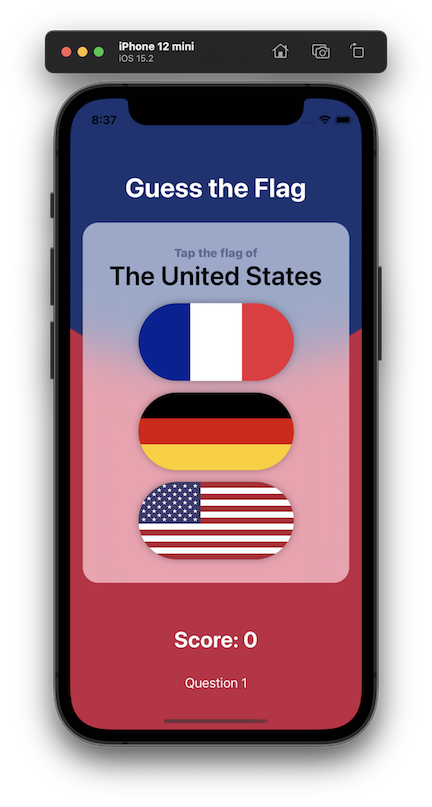 iPhone 12 mini
iOS 15.2
8:37
Guess the Flag
Tap the flag of
The United States
Score: 0
Question 1